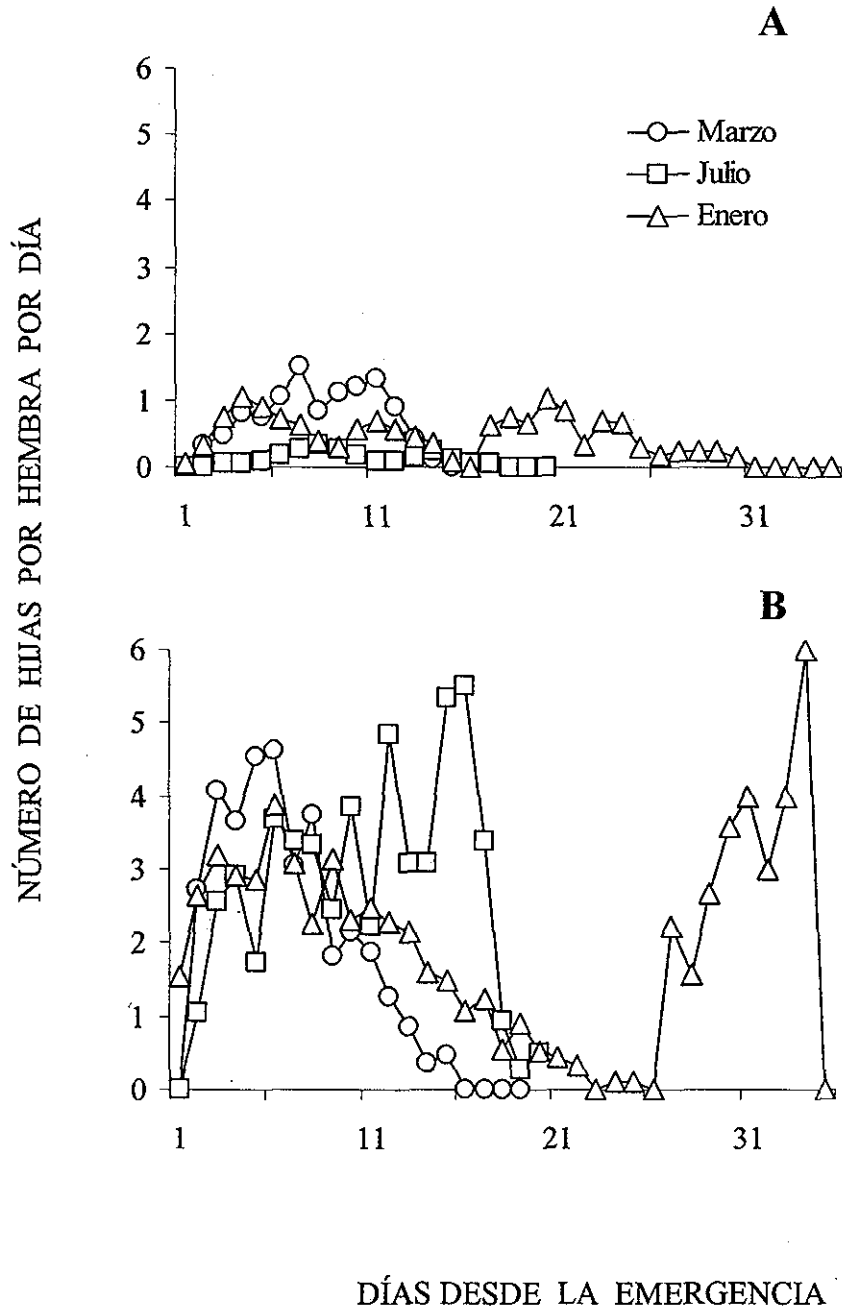 A
6
5
4
3
2
1
0
Marzo
Julio
Enero
1 11 21 31
NÚMERO DE HIJAS POR HEMBRA POR DÍA
B
6
5
4
3
2
1
0
1 11 21 31
DÍAS DESDE LA EMERGENCIA